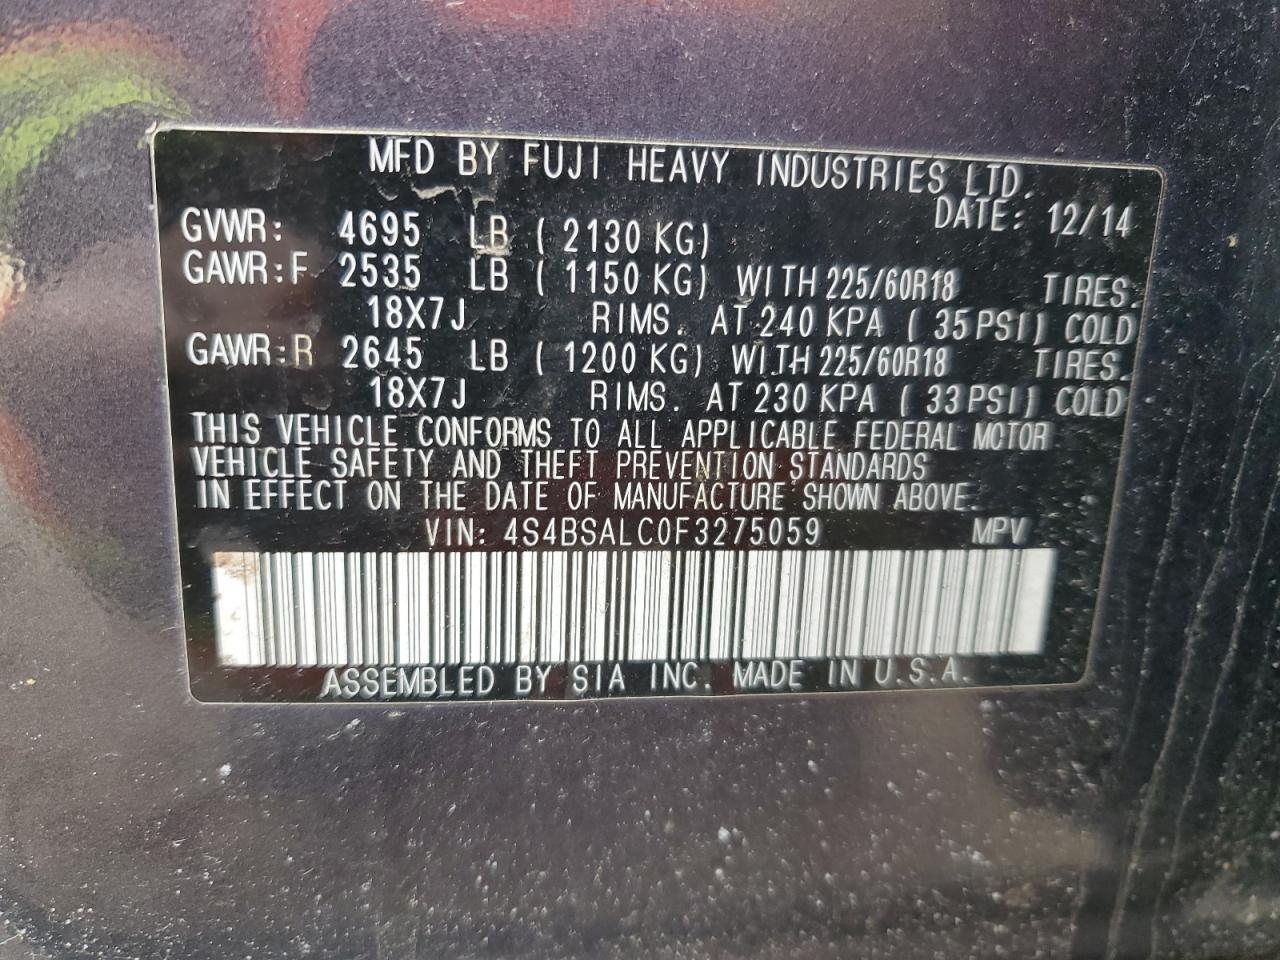 MFD BY FUJI HEAVY INDUSTRIES LTD.
DATE: 12/14
GVWR: 4695 LB ( 2130 KG)
GAWR:F 2535 LB ( 1150 KG) WITH 225/60R18 TIRES.
18X7J RIMS. AT 240 KPA ( 35PSI) COLD
GAWR:R 2645 LB ( 1200 KG) WITH 225/60R18 TIRES.
18X7J RIMS. AT 230 KPA ( 33PSI) COLD
THIS VEHICLE CONFORMS TO ALL APPLICABLE FEDERAL MOTOR
VEHICLE SAFETY AND THEFT PREVENTION STANDARDS
IN EFFECT ON THE DATE OF MANUFACTURE SHOWN ABOVE.
VIN: 4S4BSALC0F3275059 MPV
ASSEMBLED BY SIA INC. MADE IN U.S.A.